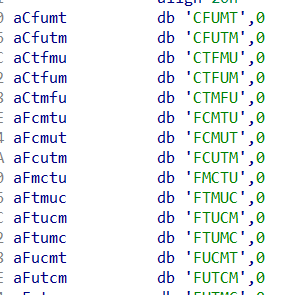 align 20h
aCfumt db 'CFUMT',0
aCfutm db 'CFUTM',0
aCtfmu db 'CTFMU',0
aCtfum db 'CTFUM',0
aCtmfu db 'CTMFU',0
aFcmtu db 'FCMTU',0
aFcmut db 'FCMUT',0
aFcutm db 'FCUTM',0
aFmctu db 'FMCTU',0
aFtmuc db 'FTMUC',0
aFtucm db 'FTUCM',0
aFtumc db 'FTUMC',0
aFucmt db 'FUCMT',0
aFutcm db 'FUTCM',0